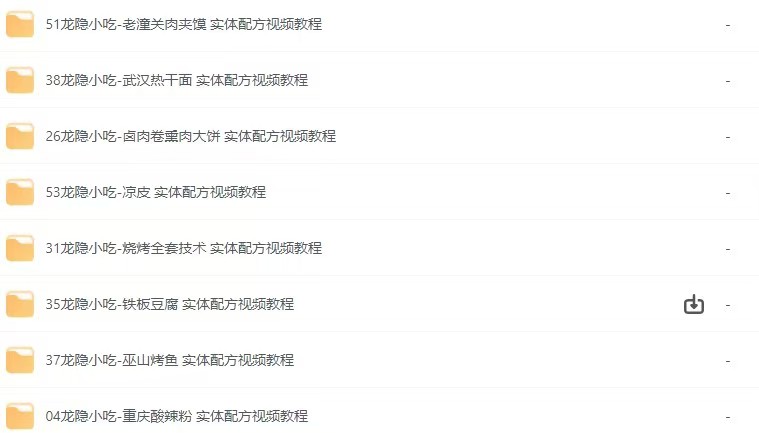 51龙隐小吃-老潼关肉夹馍 实体配方视频教程
-
38龙隐小吃-武汉热干面 实体配方视频教程
-
26龙隐小吃-卤肉卷熏肉大饼 实体配方视频教程
-
53龙隐小吃-凉皮 实体配方视频教程
-
31龙隐小吃-烧烤全套技术 实体配方视频教程
-
35龙隐小吃-铁板豆腐 实体配方视频教程
-
37龙隐小吃-巫山烤鱼 实体配方视频教程
-
04龙隐小吃-重庆酸辣粉 实体配方视频教程
-